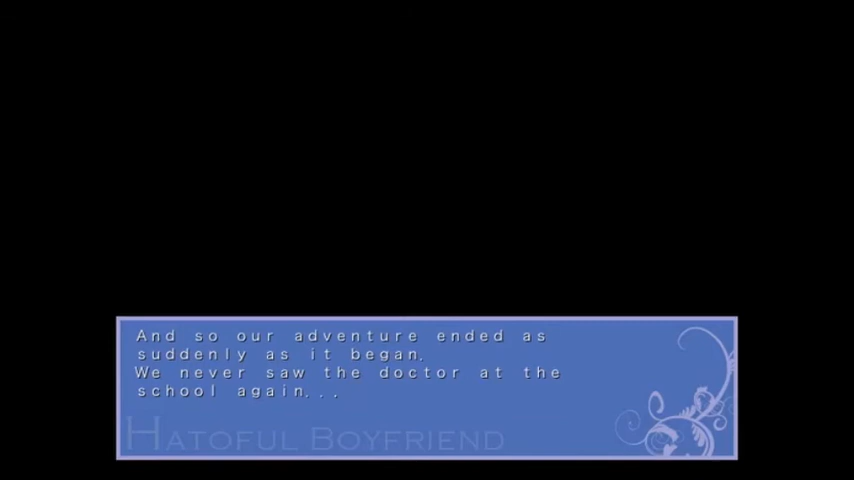 And so our adventure ended as
suddenly as it began.
We never saw the doctor at the
school again...
HATOFUL BOYFRIEND